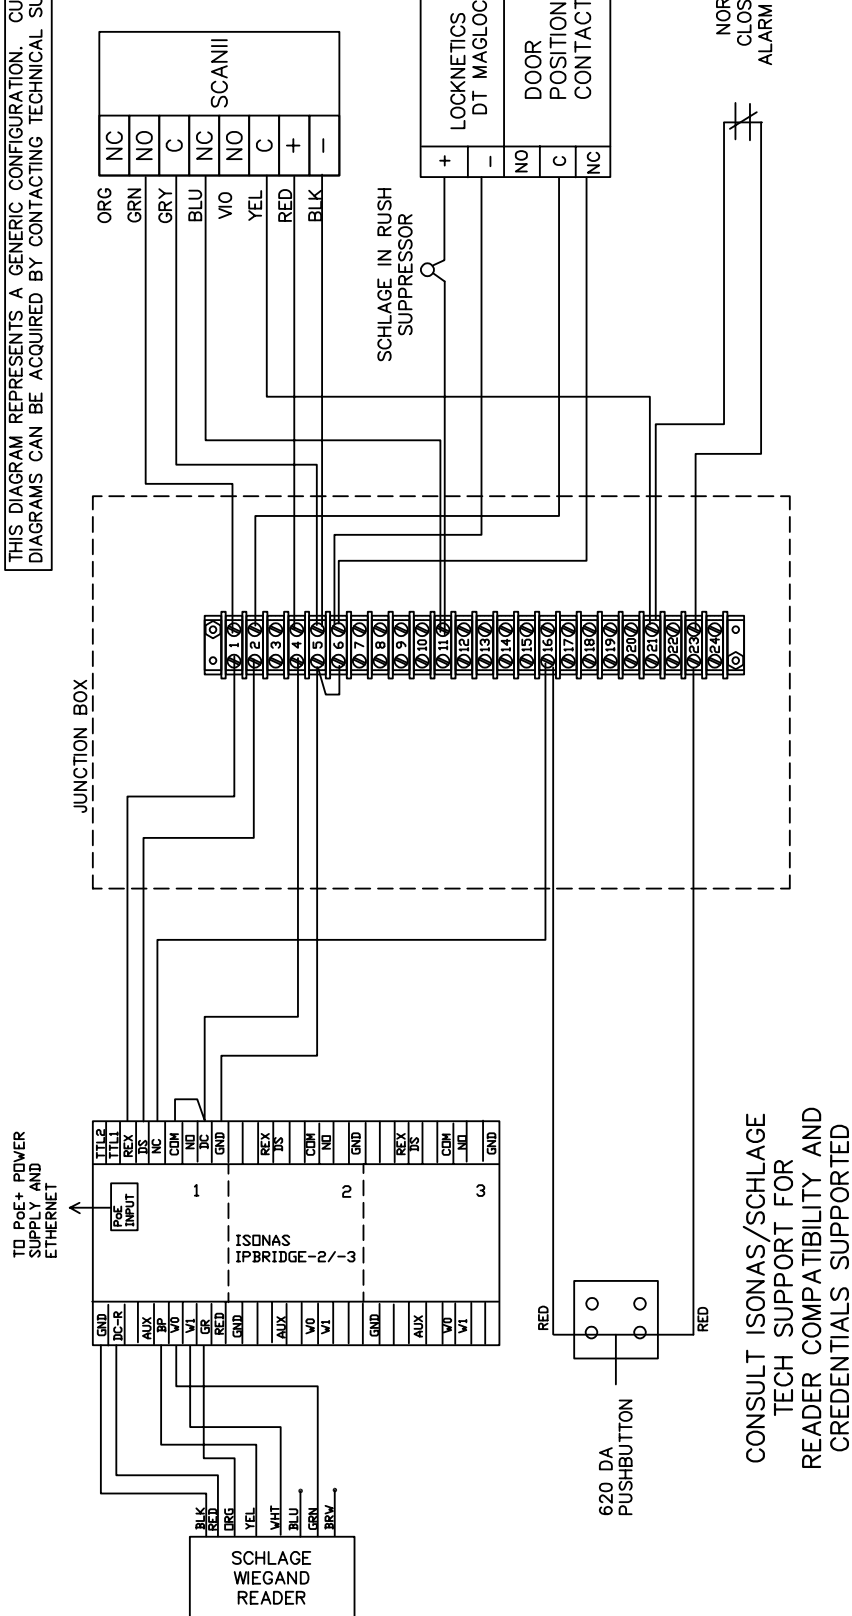 THIS DIAGRAM REPRESENTS A GENERIC CONFIGURATION.
DIAGRAMS CAN BE ACQUIRED BY CONTACTING TECHNICAL
SCANII
NC
NO
C
NC
NO
C
+
-
ORG
GRN
GRY
BLU
VIO
YEL
RED
BLK
LOCKNETICS
DT
DOOR
POSITION
CONTACT
+
-
NO
C
NC
ALARM
SCHLAGE IN RUSH
SUPPRESSOR
JUNCTION BOX
1
2
3
4
5
6
7
8
9
10
11
12
13
14
15
16
17
18
19
20
21
22
23
24
TO PoE+ POWER
SUPPLY AND
ETHERNET
PoE
INPUT
TTL2
TTL1
REX
DS
NC
COM
NO
DC
GND
REX
DS
COM
NO
GND
REX
DS
COM
NO
GND
1
2
3
ISONAS
IPBRIDGE-2/-3
GND
DC-R
AUX
BP
W0
W1
GR
RED
GND
AUX
W0
W1
GND
AUX
W0
W1
BLK
RED
ORG
YEL
WHT
BLU
GRN
BRW
SCHLAGE
WIEGAND
READER
RED
RED
620 DA
PUSHBUTTON
CONSULT ISONAS/SCHLAGE
TECH SUPPORT FOR
READER COMPATIBILITY AND
CREDENTIALS SUPPORTED